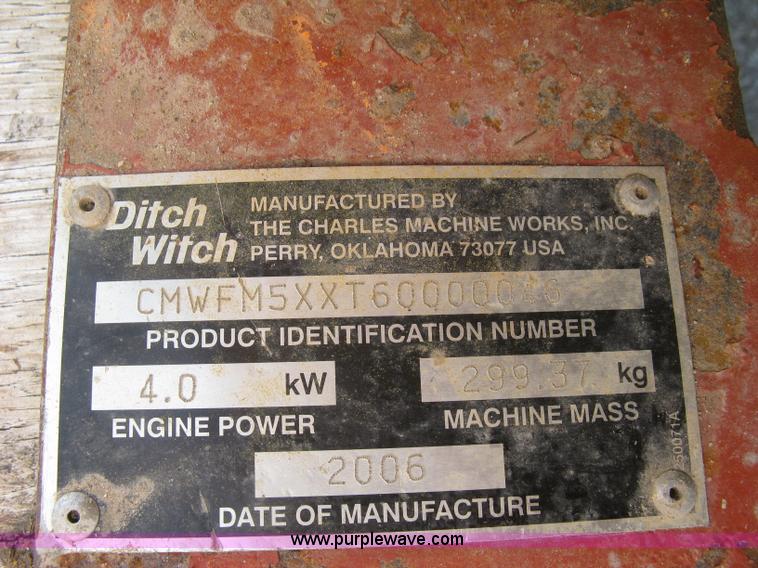 Ditch Witch
MANUFACTURED BY
THE CHARLES MACHINE WORKS, INC.
PERRY, OKLAHOMA 73077 USA
PRODUCT IDENTIFICATION NUMBER
4.0 kW
299.37 kg
ENGINE POWER
MACHINE MASS
2006
DATE OF MANUFACTURE
www.purplewave.com